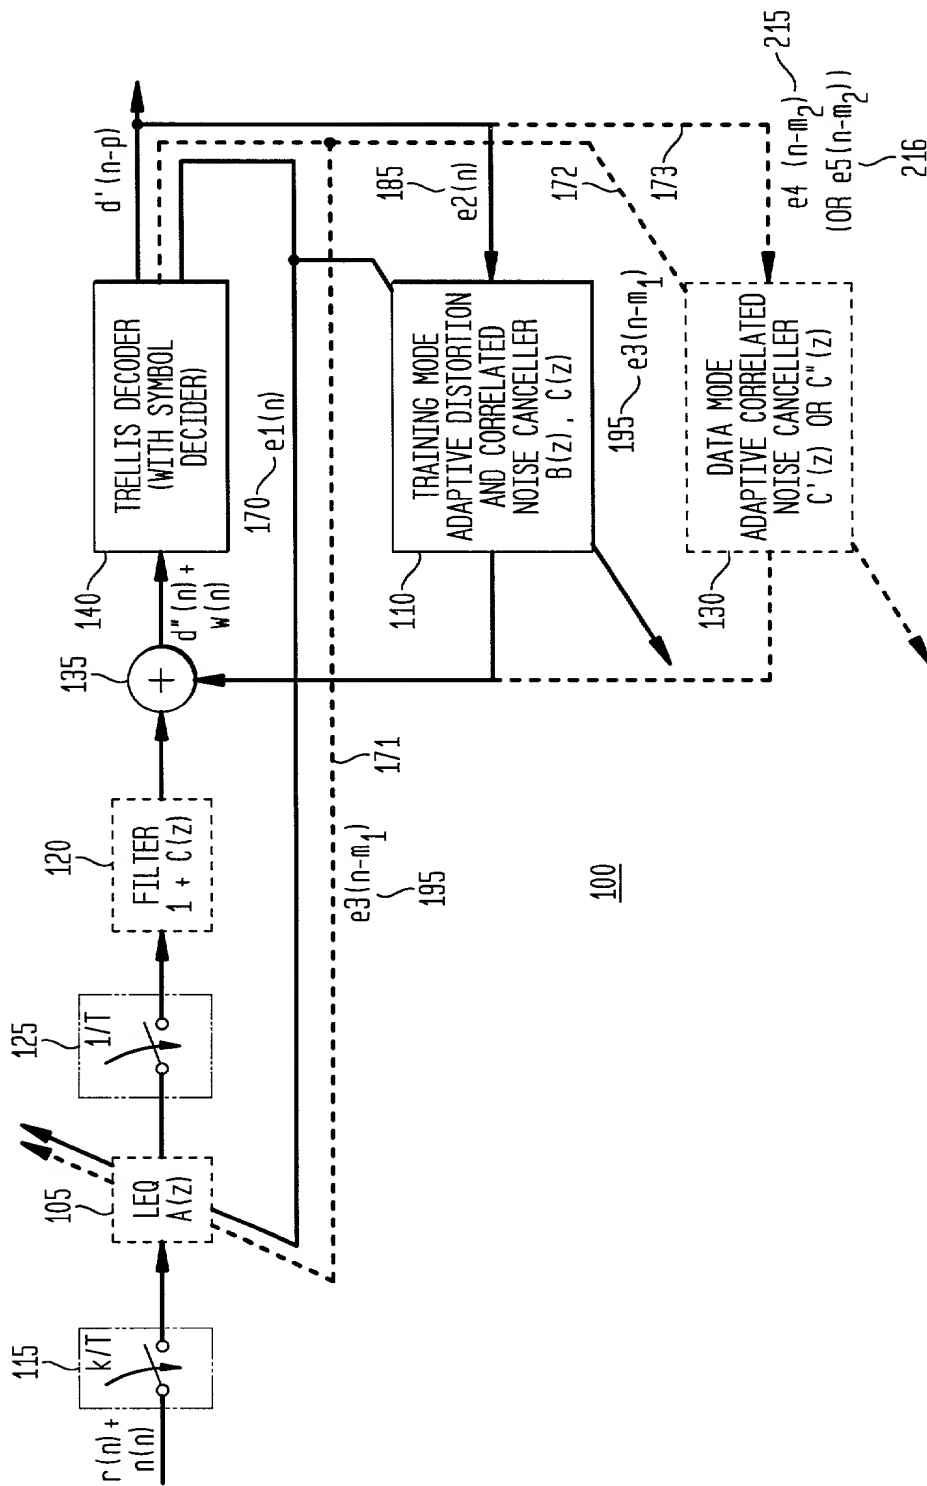 r(n)+
n(n)
115
k/T
105
LEQ
A(z)
125
1/T
120
FILTER
1 + C(z)
135
d"(n)+
w(n)
140
TRELLIS DECODER
(WITH SYMBOL
DECIDER)
d'(n-p)
170
e1(n)
e3(n-m1)
195
171
110
TRAINING MODE
ADAPTIVE DISTORTION
AND CORRELATED
NOISE CANCELLER
B(z), C(z)
185
e2(n)
172
173
195
e3(n-m1)
130
DATA MODE
ADAPTIVE CORRELATED
NOISE CANCELLER
C'(z) OR C"(z)
e4 (n-m2)
215
(OR e5(n-m2))
216
100